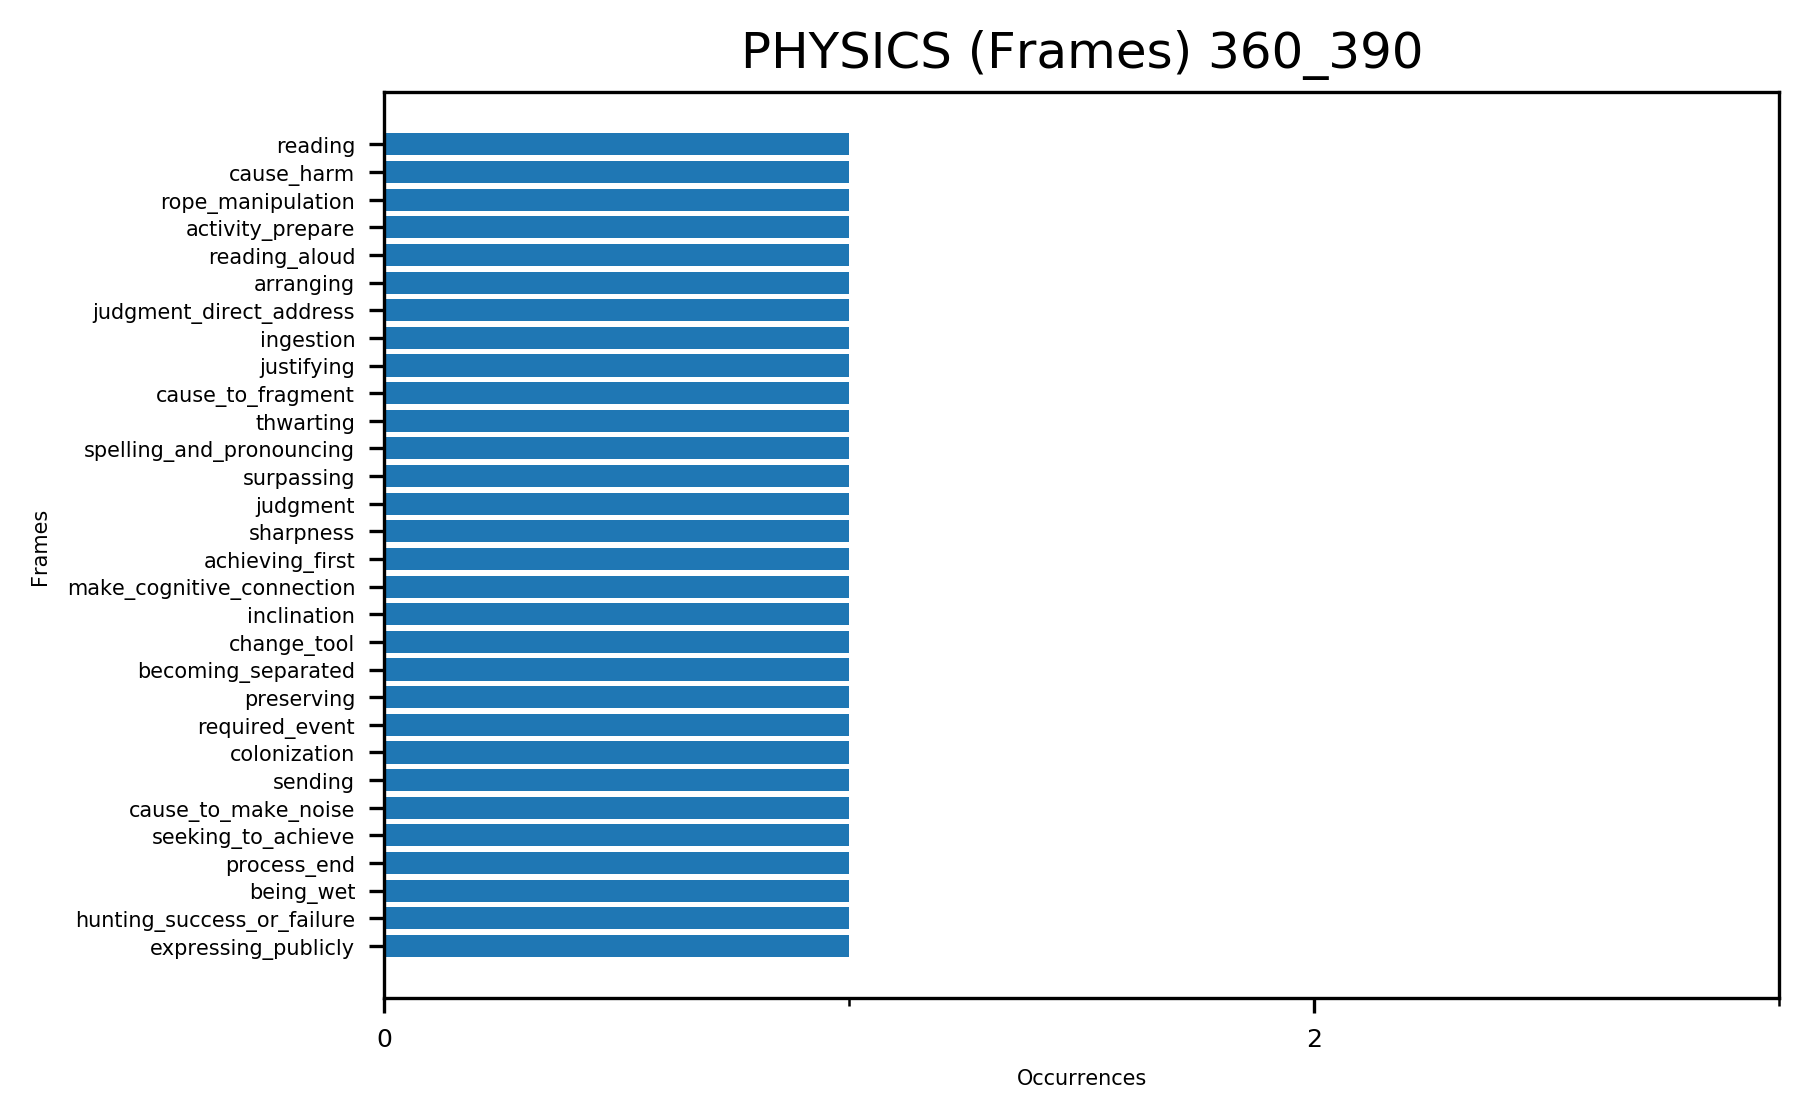 PHYSICS (Frames) 360_390
reading
cause_harm
rope_manipulation
activity_prepare
reading_aloud
arranging
judgment_direct_address
ingestion
justifying
cause_to_fragment
thwarting
spelling_and_pronouncing
surpassing
judgment
sharpness
achieving_first
make_cognitive_connection
inclination
change_tool
becoming_separated
preserving
required_event
colonization
sending
cause_to_make_noise
seeking_to_achieve
process_end
being_wet
hunting_success_or_failure
expressing_publicly
Frames
0 2
Occurrences